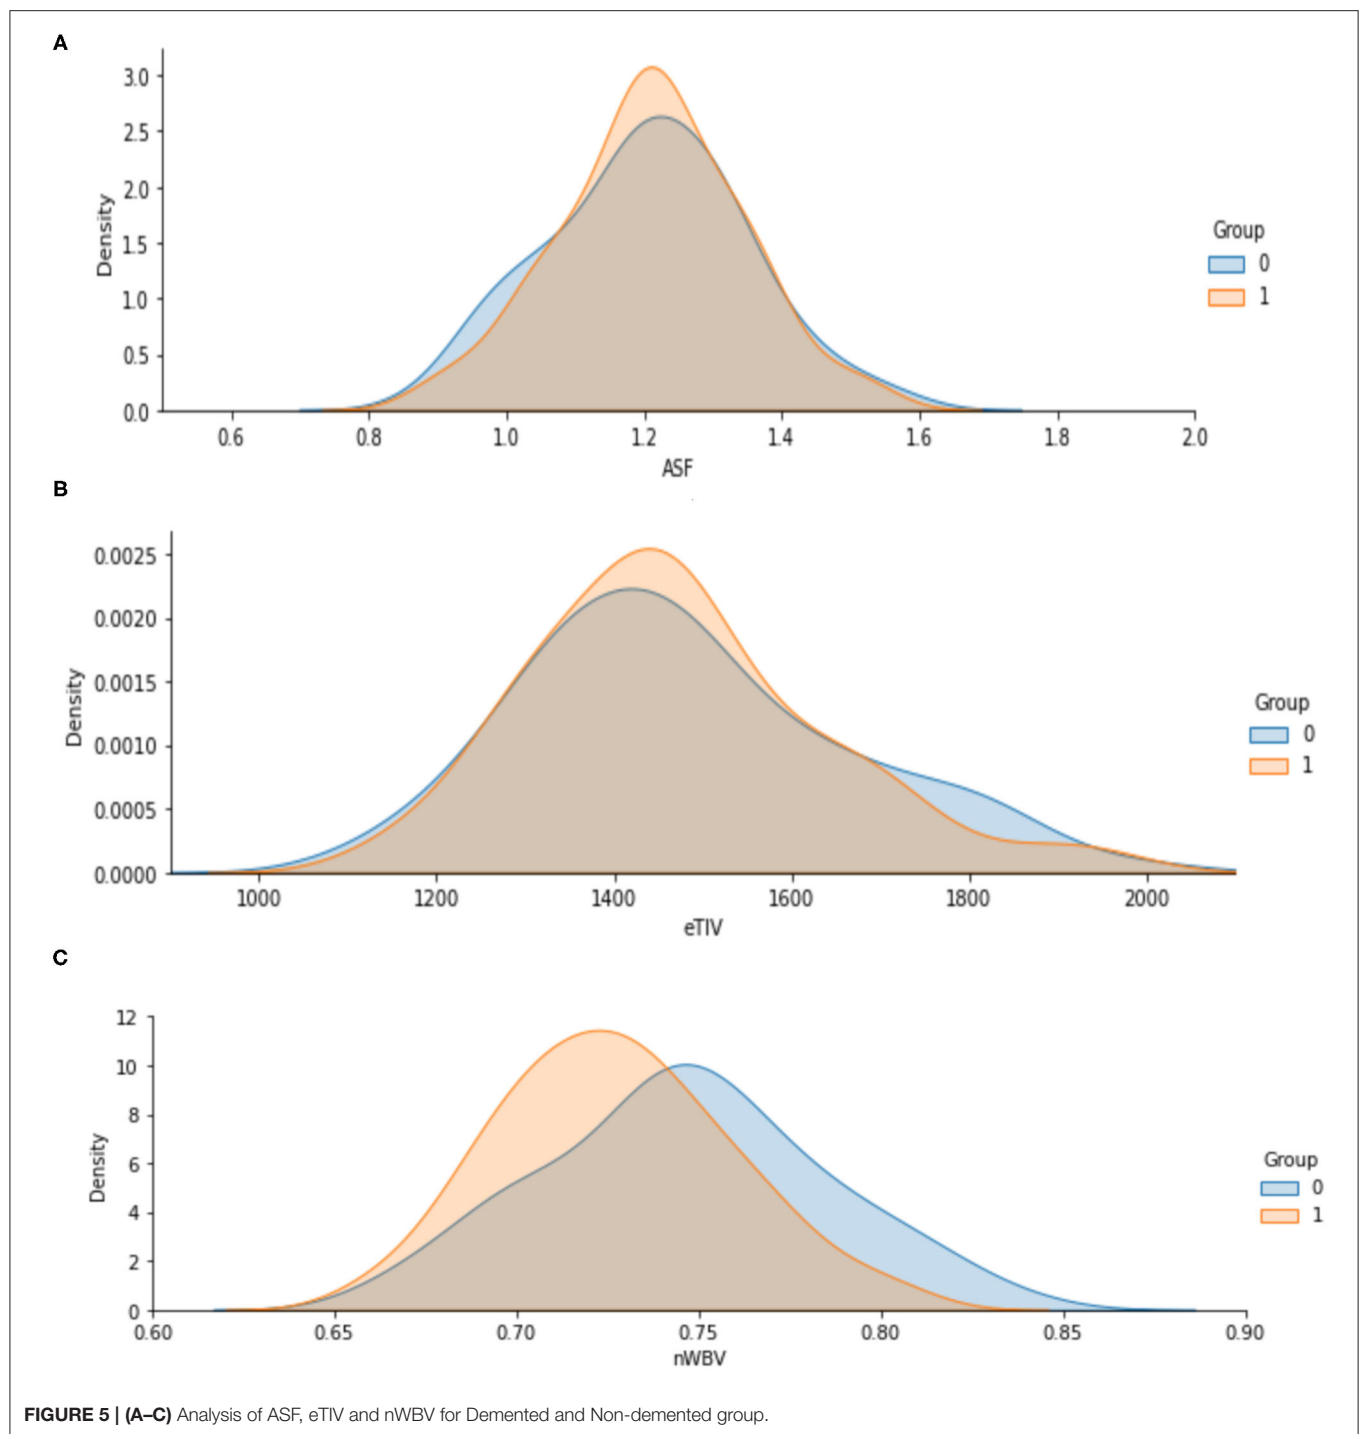 A
3.0
2.5
2.0
1.5
1.0
0.5
0.0
Density
0.6 0.8 1.0 1.2 1.4 1.6 1.8 2.0
ASF
Group
0
1
B
0.0025
0.0020
0.0015
0.0010
0.0005
0.0000
Density
1000 1200 1400 1600 1800 2000
eTIV
Group
0
1
C
12
10
8
6
4
2
0
Density
0.60 0.65 0.70 0.75 0.80 0.85 0.90
nWBV
Group
0
1
FIGURE 5 | (A–C) Analysis of ASF, eTIV and nWBV for Demented and Non-demented group.